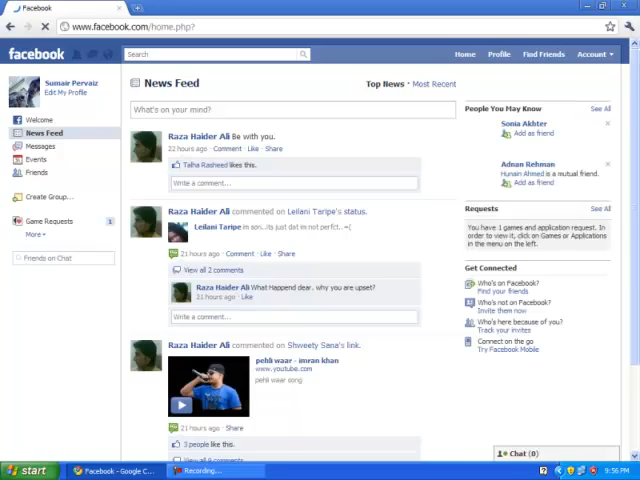 Facebook
www.facebook.com/home.php?
facebook
Search
Home Profile Find Friends Account
Sumair Pervaiz
Edit My Profile
Welcome
News Feed
Messages
Events
Friends
Create Group...
Game Requests 1
More
Friends on Chat
News Feed
Top News · Most Recent
What's on your mind?
Raza Haider Ali Be with you.
22 hours ago · Comment · Like · Share
Talha Rasheed likes this.
Write a comment...
Raza Haider Ali commented on Leilani Taripe's status.
Leilani Taripe im sori..its just dat im not perfct..=(
21 hours ago · Comment · Like · Share
View all 2 comments
Raza Haider Ali What Happend dear. why you are upset?
21 hours ago · Like
Write a comment...
Raza Haider Ali commented on Shweety Sana's link.
pehli waar - imran khan
www.youtube.com
pehli waar song
21 hours ago · Share
3 people like this.
People You May Know See All
Sonia Akhter
Add as friend
Adnan Rehman
Hunain Ahmed is a mutual friend.
Add as friend
Requests See All
You have 1 games and application request. In
order to view it, click on Games or Applications
in the menu on the left.
Get Connected
Who's on Facebook?
Find your friends
Who's not on Facebook?
Invite them now
Who's here because of you?
Track your invites
Connect on the go
Try Facebook Mobile
Chat (0)
start
Facebook - Google C...
Recording...
9:56 PM